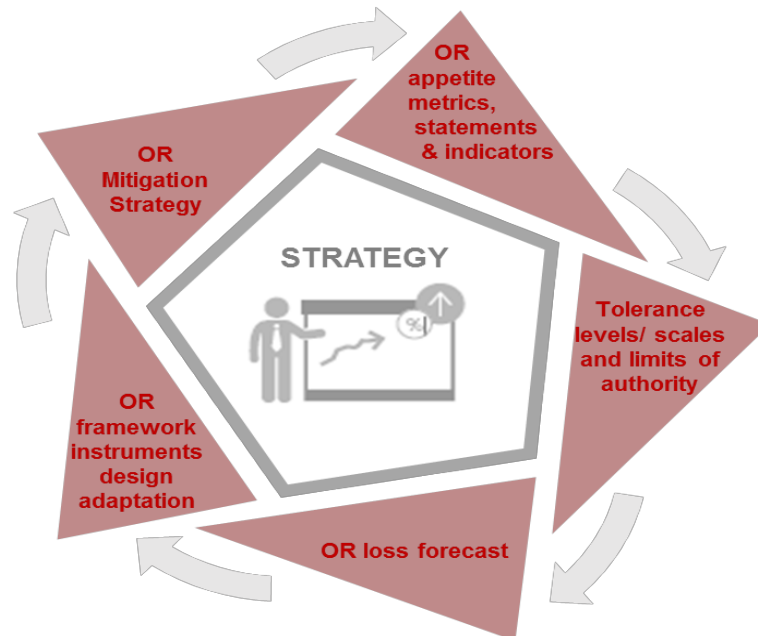 OR
appetite
metrics,
statements
& indicators
OR
Mitigation
Strategy
STRATEGY
%
Tolerance
levels/ scales
and limits of
authority
OR
framework
instruments
design
adaptation
OR loss forecast